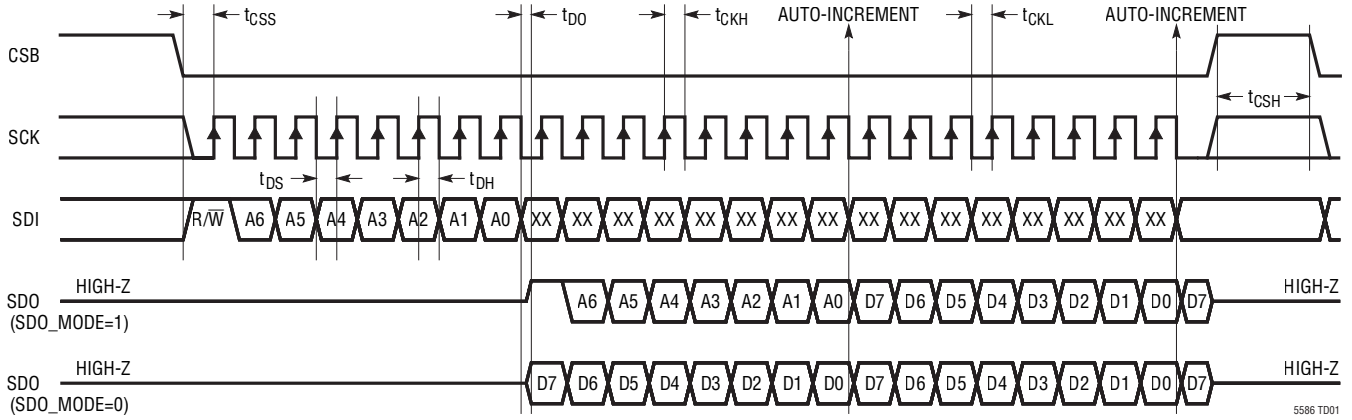 tCSS tDO tCKH AUTO-INCREMENT tCKL AUTO-INCREMENT
CSB
tCSH
SCK
tDS tDH
SDI R/W̅ A6 A5 A4 A3 A2 A1 A0 XX XX XX XX XX XX XX XX XX XX XX XX XX XX XX XX
HIGH-Z HIGH-Z
SDO A6 A5 A4 A3 A2 A1 A0 D7 D6 D5 D4 D3 D2 D1 D0 D7
(SDO_MODE=1)
HIGH-Z HIGH-Z
SDO D7 D6 D5 D4 D3 D2 D1 D0 D7 D6 D5 D4 D3 D2 D1 D0 D7
(SDO_MODE=0)
5586 TD01